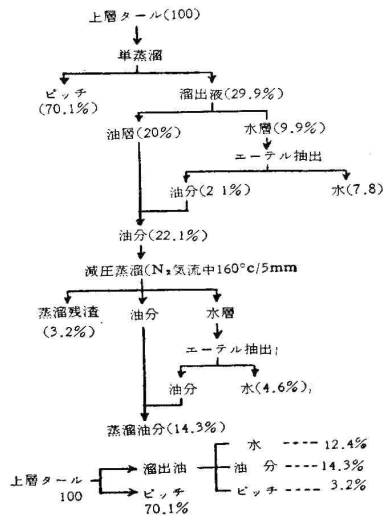 上層タール(100)
単蒸溜
ピッチ 溜出液(29.9%)
(70.1%)
油層(20%) 水層(9.9%)
エーテル抽出
油分(2 1%) 水(7.8)
油分(22.1%)
減圧蒸溜(N₂気流中160°c/5mm
蒸溜残渣 油分 水層
(3.2%)
エーテル抽出
油分 水(4.6%)
蒸溜油分(14.3%)
水 ---- 12.4%
上層タール 溜出油 油 分 ---- 14.3%
100 ピッチ ピッチ ---- 3.2%
70.1%